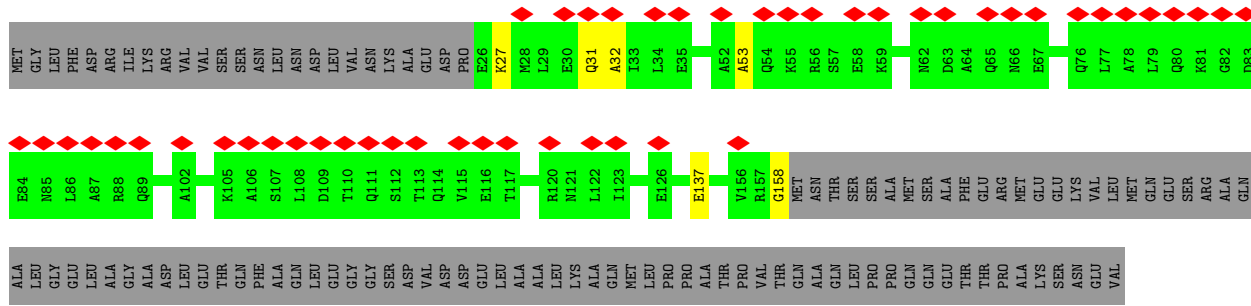 MET GLY LEU PHE ASP ARG ILE LYS ARG VAL VAL SER SER ASN LEU ASN ASP LEU VAL ASN LYS ALA GLU ASP PRO E26 K27 M28 L29 E30 Q31 A32 I33 L34 E35 A52 A53 Q54 K55 R56 S57 E58 K59 N62 D63 A64 Q65 N66 E67 Q76 L77 A78 L79 Q80 K81 G82 D83
E84 N85 L86 A87 R88 Q89 A102 K105 A106 S107 L108 D109 T110 Q111 S112 T113 Q114 V115 E116 T117 R120 N121 L122 I123 E126 E137 V156 R157 G158 MET ASN THR SER SER ALA MET SER ALA PHE GLU ARG MET GLU GLU LYS VAL LEU MET GLN GLU SER ARG ALA GLN
ALA LEU GLY GLU LEU ALA GLY ALA ASP LEU GLU THR GLN PHE ALA GLN LEU GLU GLY GLY SER ASP VAL ASP ASP GLU LEU ALA ALA LEU LYS ALA GLN MET LEU PRO PRO ALA THR PRO VAL THR GLN ALA GLN LEU PRO PRO GLN GLN GLU THR THR PRO ALA LYS SER ASN GLU VAL